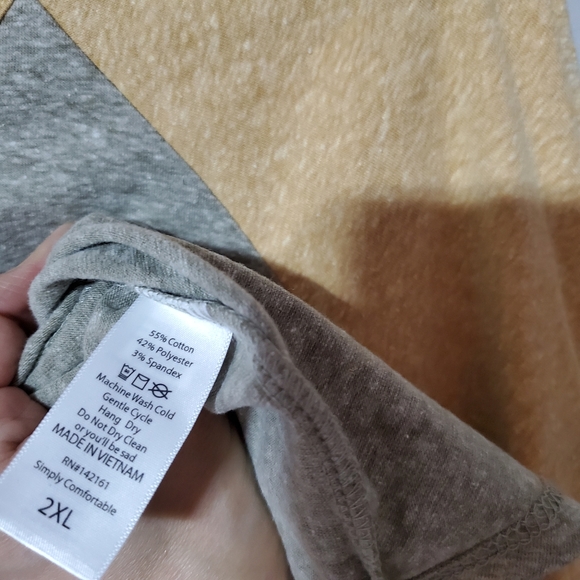 55% Cotton
42% Polyester
3% Spandex
Machine Wash Cold
Gentle Cycle
Hang Dry
Do Not Dry Clean
or you'll be sad
MADE IN VIETNAM
RN#142161
Simply Comfortable
2XL